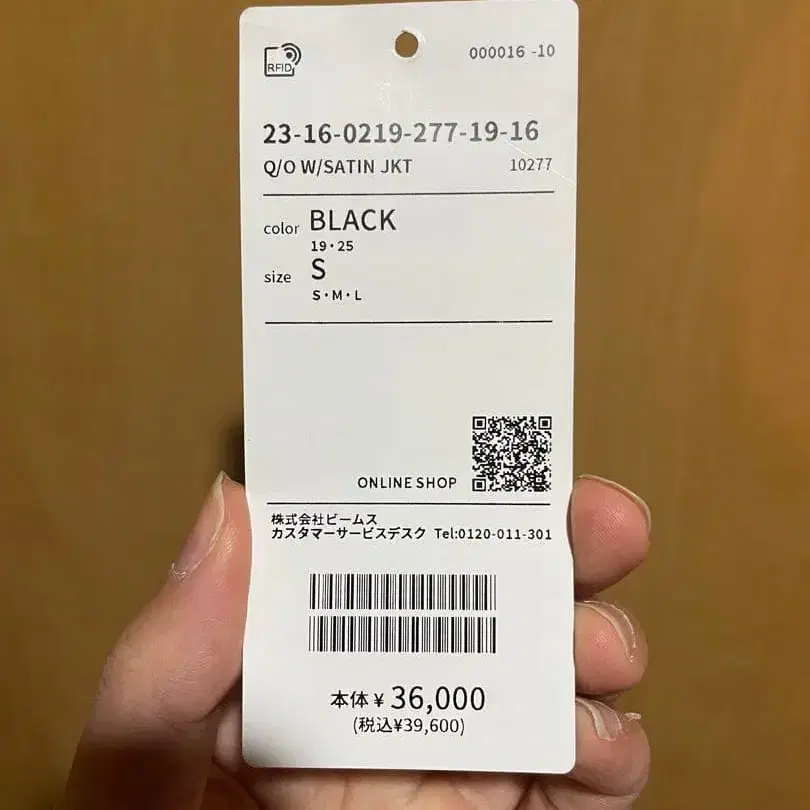 RFID
000016 -10
23-16-0219-277-19-16
Q/O W/SATIN JKT 10277
color BLACK
19・25
size S
S・M・L
ONLINE SHOP
株式会社ビームス
カスタマーサービスデスク Tel:0120-011-301
本体¥36,000
(税込¥39,600)